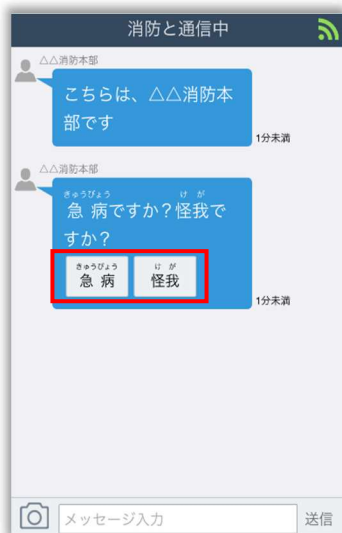 消防と通信中
△△消防本部
こちらは、△△消防本
部です
1分未満
△△消防本部
きゅうびょう けが
急病ですか?怪我で
すか?
きゅうびょう けが
急病 怪我
1分未満
メッセージ入力 送信